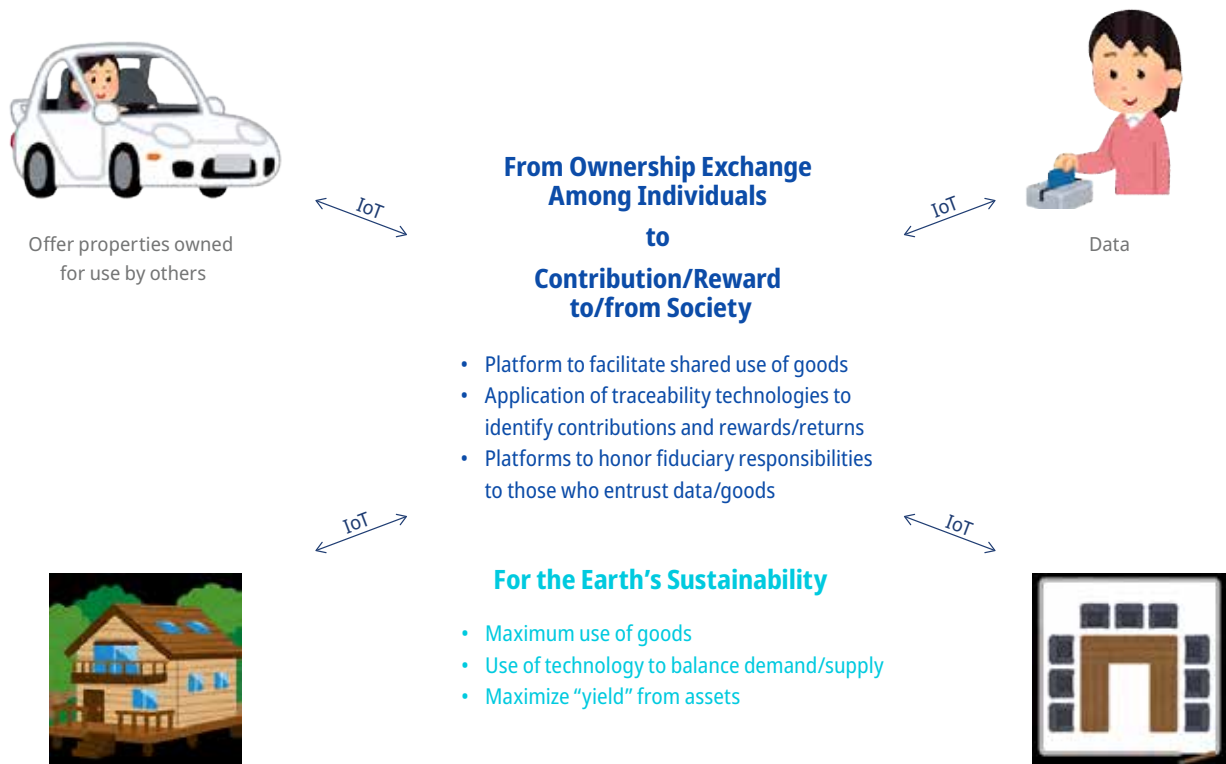 From Ownership Exchange
Among Individuals
to
Contribution/Reward
to/from Society
IoT
IoT
Offer properties owned
for use by others
Data
• Platform to facilitate shared use of goods
• Application of traceability technologies to
identify contributions and rewards/returns
• Platforms to honor fiduciary responsibilities
to those who entrust data/goods
IoT
IoT
For the Earth’s Sustainability
• Maximum use of goods
• Use of technology to balance demand/supply
• Maximize “yield” from assets